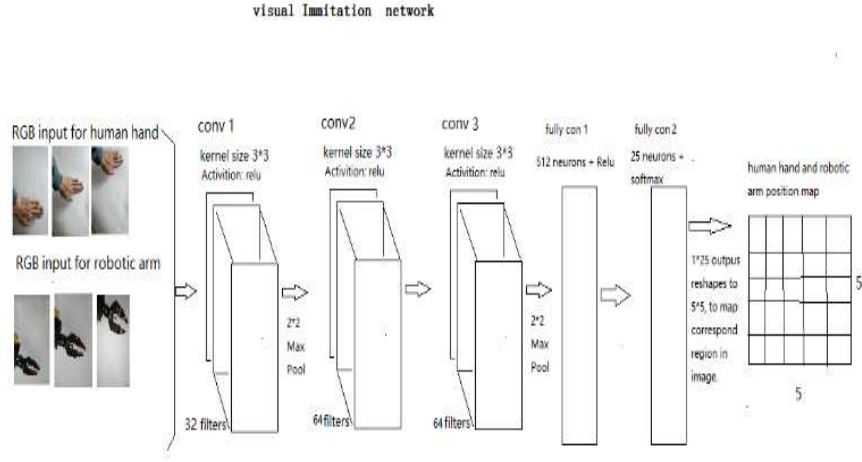 visual Immitation network
RGB input for human hand
RGB input for robotic arm
conv 1
kernel size 3*3
Activition: relu
32 filters
2*2
Max
Pool
conv2
kernel size 3*3
Activition: relu
64filters
conv 3
kernel size 3*3
Activition: relu
64filters
2*2
Max
Pool
fully con 1
512 neurons + Relu
fully con 2
25 neurons +
softmax
1*25 outpus
reshapes to
5*5, to map
correspond
region in
image.
human hand and robotic
arm position map
5
5